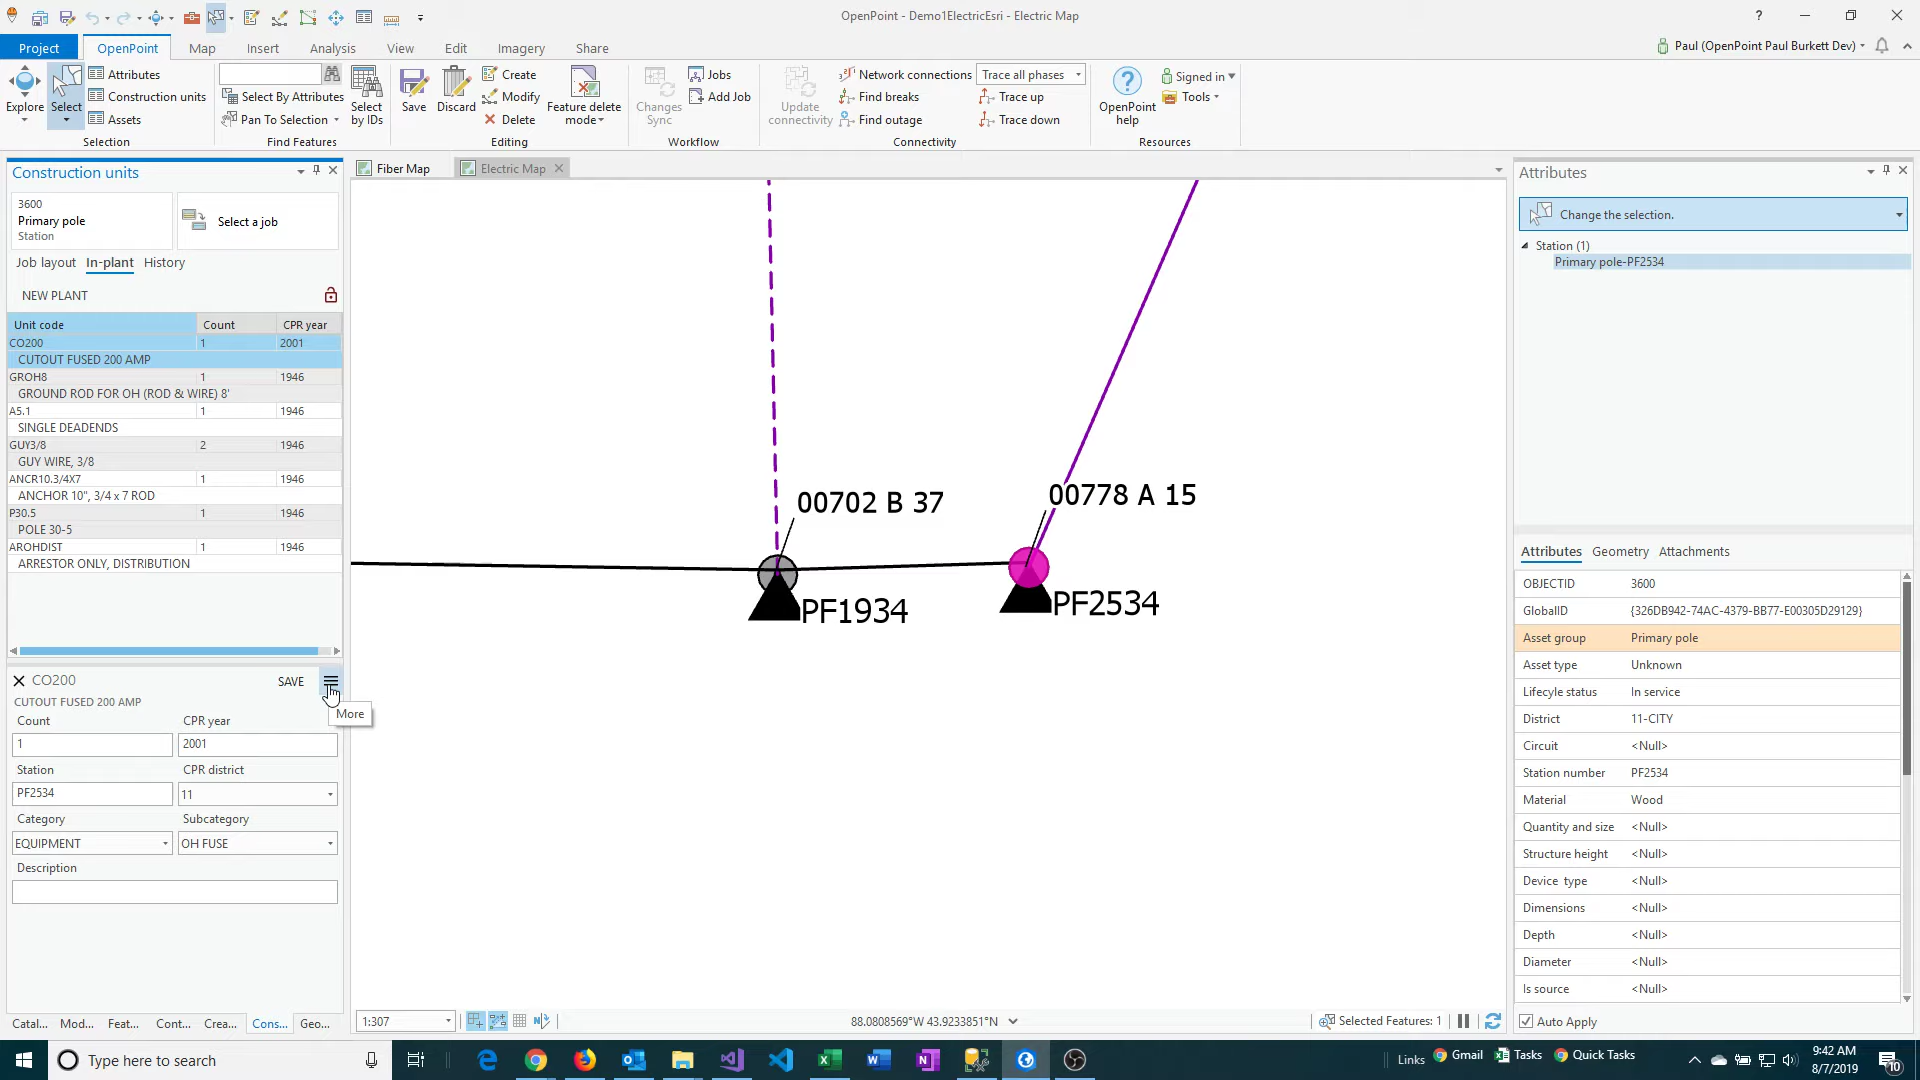 OpenPoint - Demo1ElectricEsri - Electric Map
?
Project OpenPoint Map Insert Analysis View Edit Imagery Share
Paul (OpenPoint Paul Burkett Dev)
Explore
Select
Attributes
Construction units
Assets
Selection
Select By Attributes
Pan To Selection
Select by IDs
Find Features
Save
Discard
Create
Modify
Delete
Feature delete mode
Editing
Changes Sync
Jobs
Add Job
Workflow
Update connectivity
Network connections
Find breaks
Find outage
Trace all phases
Trace up
Trace down
Connectivity
OpenPoint help
Signed in
Tools
Resources
Construction units
3600
Primary pole
Station
Select a job
Job layout In-plant History
NEW PLANT
Unit code Count CPR year
CO200 1 2001
CUTOUT FUSED 200 AMP
GROH8 1 1946
GROUND ROD FOR OH (ROD & WIRE) 8'
A5.1 1 1946
SINGLE DEADENDS
GUY3/8 2 1946
GUY WIRE, 3/8
ANCR10.3/4X7 1 1946
ANCHOR 10", 3/4 x 7 ROD
P30.5 1 1946
POLE 30-5
AROHDIST 1 1946
ARRESTOR ONLY, DISTRIBUTION
CO200 SAVE
CUTOUT FUSED 200 AMP
More
Count CPR year
1 2001
Station CPR district
PF2534 11
Category Subcategory
EQUIPMENT OH FUSE
Description
Catal... Mod... Feat... Cont... Crea... Cons... Geo...
Fiber Map Electric Map
00702 B 37
00778 A 15
PF1934
PF2534
1:307
88.0808569°W 43.9233851°N
Selected Features: 1
Attributes
Change the selection.
Station (1)
Primary pole-PF2534
Attributes Geometry Attachments
OBJECTID 3600
GlobalID {326DB942-74AC-4379-BB77-E00305D29129}
Asset group Primary pole
Asset type Unknown
Lifecyle status In service
District 11-CITY
Circuit <Null>
Station number PF2534
Material Wood
Quantity and size <Null>
Structure height <Null>
Device type <Null>
Dimensions <Null>
Depth <Null>
Diameter <Null>
Is source <Null>
Auto Apply
Type here to search
Links Gmail Tasks Quick Tasks
9:42 AM
8/7/2019
10